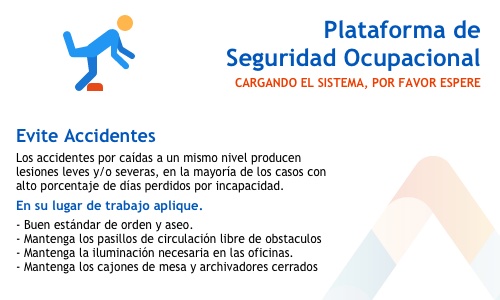 Plataforma de
Seguridad Ocupacional
CARGANDO EL SISTEMA, POR FAVOR ESPERE
Evite Accidentes
Los accidentes por caídas a un mismo nivel producen
lesiones leves y/o severas, en la mayoría de los casos con
alto porcentaje de días perdidos por incapacidad.
En su lugar de trabajo aplique.
- Buen estándar de orden y aseo.
- Mantenga los pasillos de circulación libre de obstaculos
- Mantenga la iluminación necesaria en las oficinas.
- Mantenga los cajones de mesa y archivadores cerrados